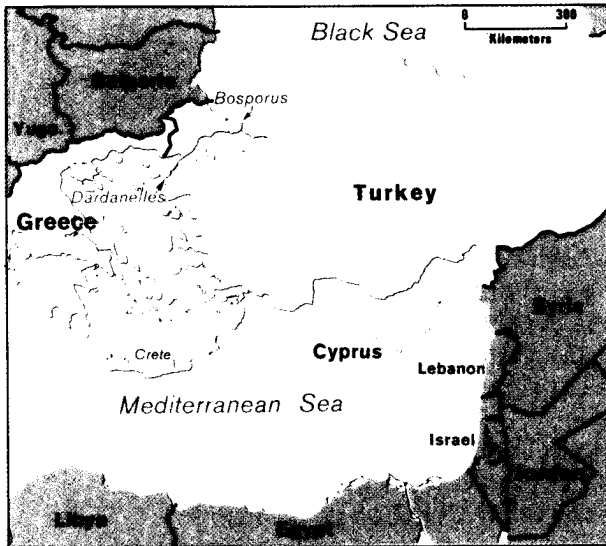 Black Sea
0 300
Kilometers
Bulgaria
Bosporus
Yugo.
Dardanelles
Turkey
Greece
Syria
Crete
Cyprus
Lebanon
Mediterranean Sea
Israel
Jordan
Libya
Egypt